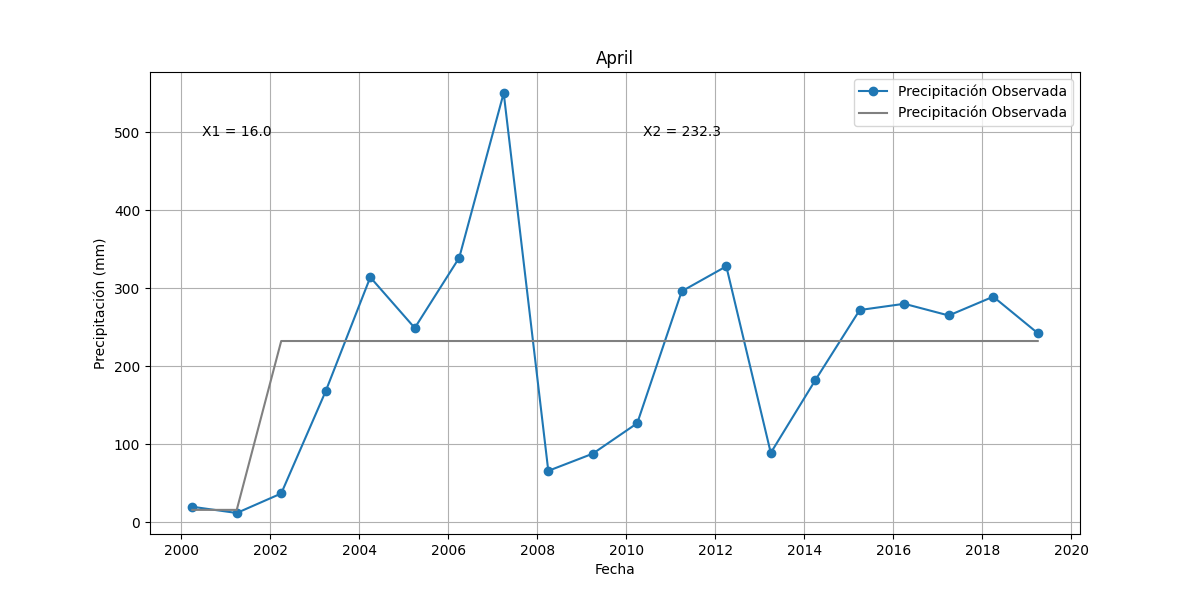 April
Precipitación Observada
Precipitación Observada
X1 = 16.0
X2 = 232.3
Precipitación (mm)
500
400
300
200
100
0
2000 2002 2004 2006 2008 2010 2012 2014 2016 2018 2020
Fecha